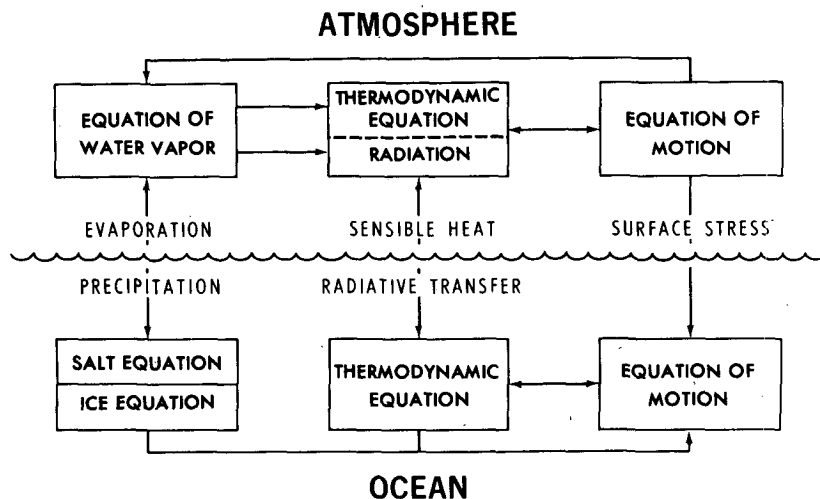 ATMOSPHERE
EQUATION OF
WATER VAPOR
THERMODYNAMIC
EQUATION
RADIATION
EQUATION OF
MOTION
EVAPORATION
SENSIBLE HEAT
SURFACE STRESS
PRECIPITATION
RADIATIVE TRANSFER
SALT EQUATION
ICE EQUATION
THERMODYNAMIC
EQUATION
EQUATION OF
MOTION
OCEAN